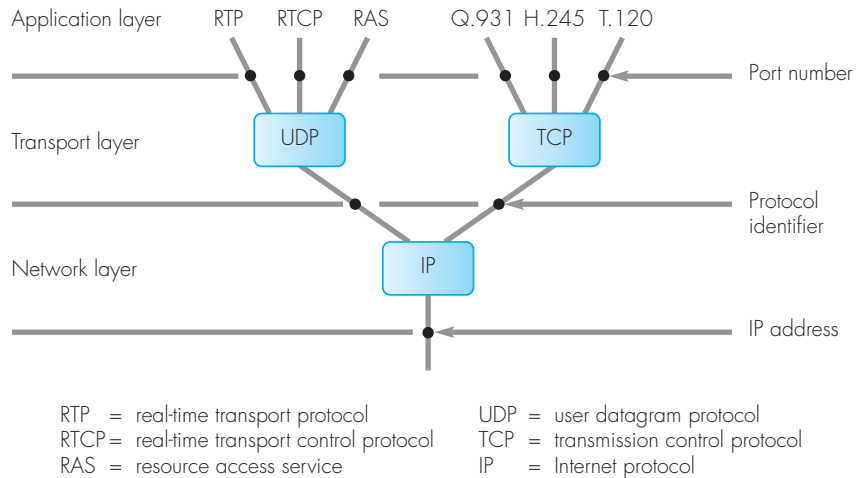 Application layer RTP RTCP RAS Q.931 H.245 T.120
Port number
Transport layer UDP TCP
Protocol
identifier
Network layer IP
IP address
RTP = real-time transport protocol UDP = user datagram protocol
RTCP = real-time transport control protocol TCP = transmission control protocol
RAS = resource access service IP = Internet protocol